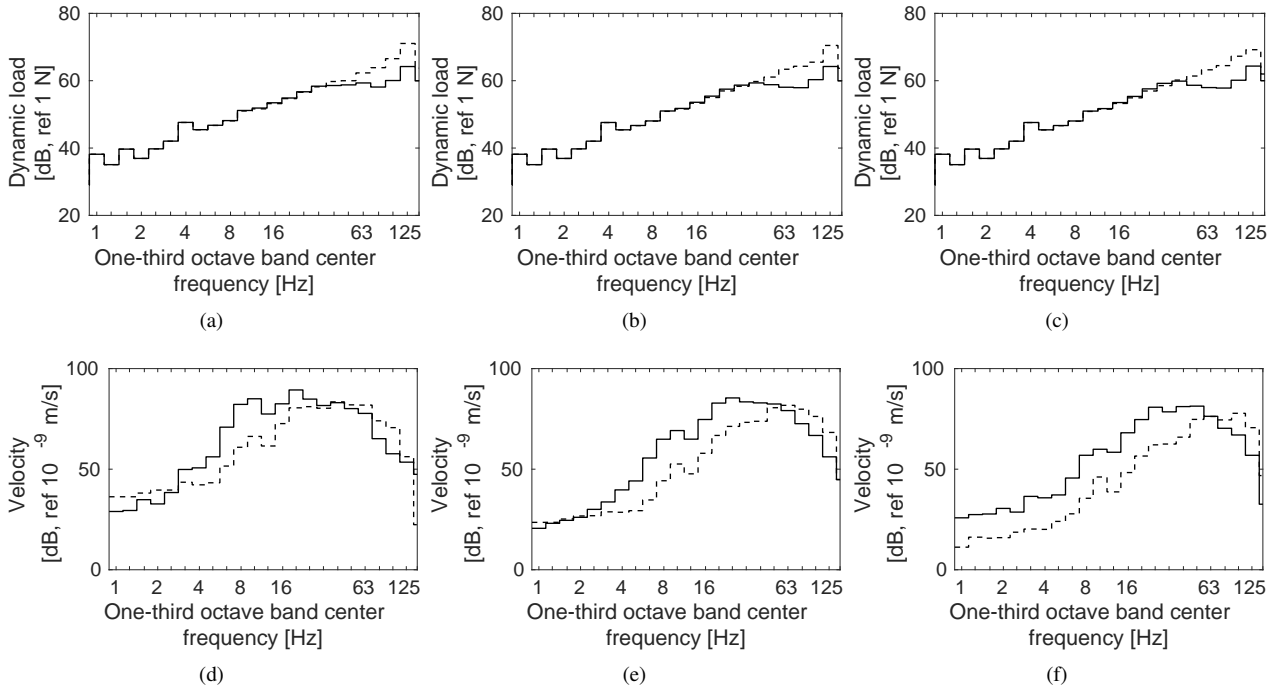 80
60
40
20
Dynamic load
[dB, ref 1 N]
1 2 4 8 16 63 125
One-third octave band center
frequency [Hz]
(a)
80
60
40
20
Dynamic load
[dB, ref 1 N]
1 2 4 8 16 63 125
One-third octave band center
frequency [Hz]
(b)
80
60
40
20
Dynamic load
[dB, ref 1 N]
1 2 4 8 16 63 125
One-third octave band center
frequency [Hz]
(c)
100
50
0
Velocity
[dB, ref 10 -9 m/s]
1 2 4 8 16 63 125
One-third octave band center
frequency [Hz]
(d)
100
50
0
Velocity
[dB, ref 10 -9 m/s]
1 2 4 8 16 63 125
One-third octave band center
frequency [Hz]
(e)
100
50
0
Velocity
[dB, ref 10 -9 m/s]
1 2 4 8 16 63 125
One-third octave band center
frequency [Hz]
(f)